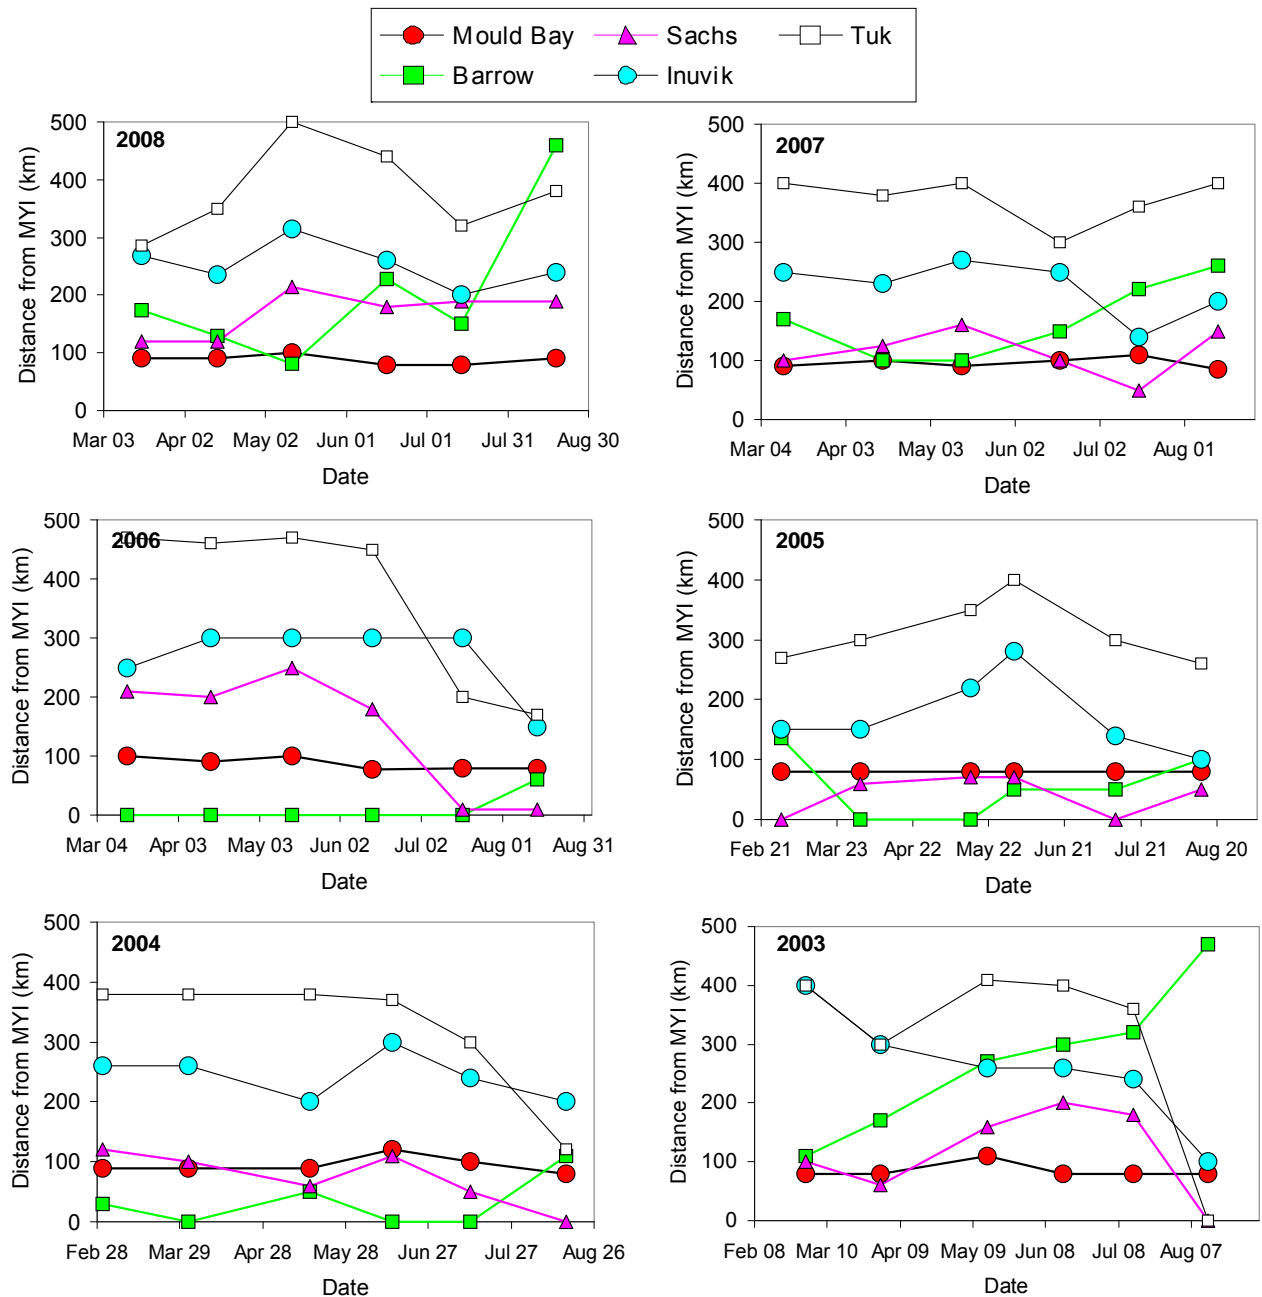 Mould Bay Sachs Tuk
Barrow Inuvik
2008
Distance from MYI (km)
500
400
300
200
100
0
Mar 03 Apr 02 May 02 Jun 01 Jul 01 Jul 31 Aug 30
Date
2007
Distance from MYI (km)
500
400
300
200
100
0
Mar 04 Apr 03 May 03 Jun 02 Jul 02 Aug 01
Date
2006
Distance from MYI (km)
500
400
300
200
100
0
Mar 04 Apr 03 May 03 Jun 02 Jul 02 Aug 01 Aug 31
Date
2005
Distance from MYI (km)
500
400
300
200
100
0
Feb 21 Mar 23 Apr 22 May 22 Jun 21 Jul 21 Aug 20
Date
2004
Distance from MYI (km)
500
400
300
200
100
0
Feb 28 Mar 29 Apr 28 May 28 Jun 27 Jul 27 Aug 26
Date
2003
Distance from MYI (km)
500
400
300
200
100
0
Feb 08 Mar 10 Apr 09 May 09 Jun 08 Jul 08 Aug 07
Date